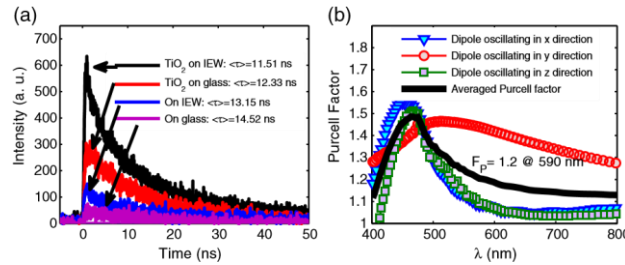 (a)
700
600
500
400
300
200
100
0
Intensity (a. u.)
TiO2 on IEW: <τ>=11.51 ns
TiO2 on glass: <τ>=12.33 ns
On IEW: <τ>=13.15 ns
On glass: <τ>=14.52 ns
0 10 20 30 40 50
Time (ns)
(b)
1.9
1.8
1.7
1.6
1.5
1.4
1.3
1.2
1.1
1
Purcell Factor
Dipole oscillating in x direction
Dipole oscillating in y direction
Dipole oscillating in z direction
Averaged Purcell factor
FP= 1.2 @ 590 nm
400 500 600 700 800
λ (nm)